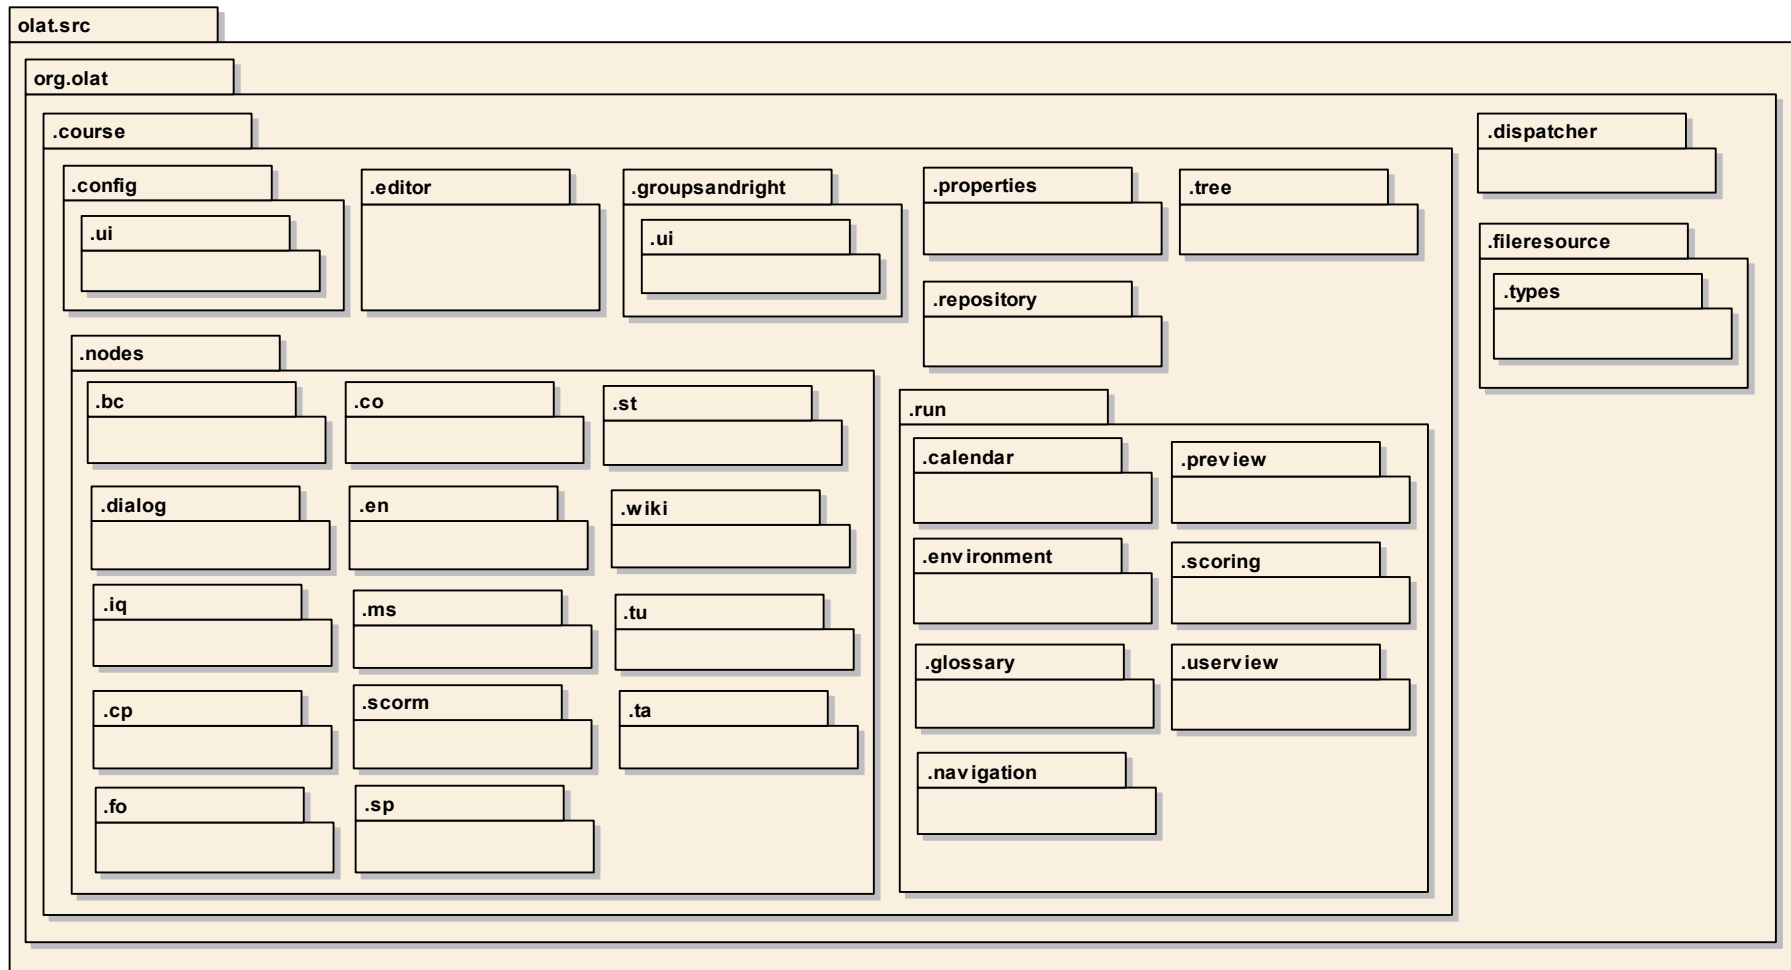 olat.src
org.olat
.course
.config
.ui
.editor
.groupsandright
.ui
.properties
.tree
.repository
.nodes
.bc
.co
.st
.dialog
.en
.wiki
.iq
.ms
.tu
.cp
.scorm
.ta
.fo
.sp
.run
.calendar
.preview
.environment
.scoring
.glossary
.userview
.navigation
.dispatcher
.fileresource
.types